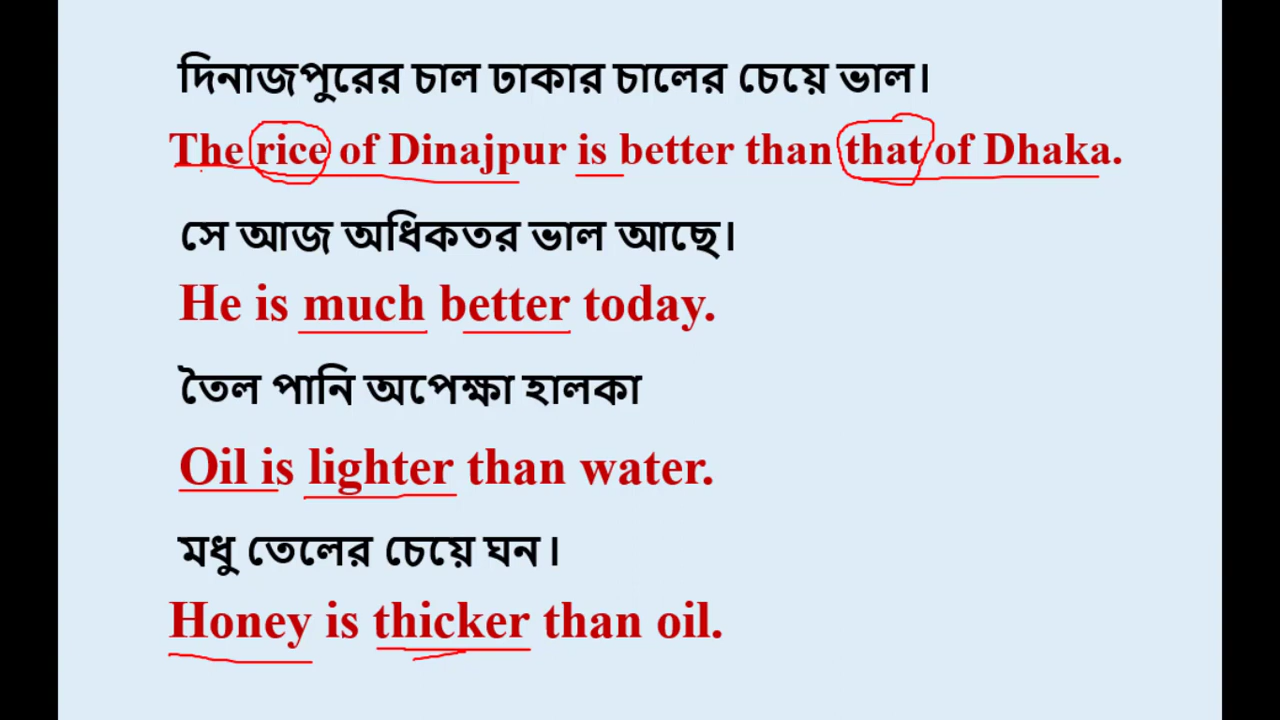 দিনাজপুরের চাল ঢাকার চালের চেয়ে ভাল।
The rice of Dinajpur is better than that of Dhaka.
সে আজ অধিকতর ভাল আছে।
He is much better today.
তৈল পানি অপেক্ষা হালকা
Oil is lighter than water.
মধু তেলের চেয়ে ঘন।
Honey is thicker than oil.